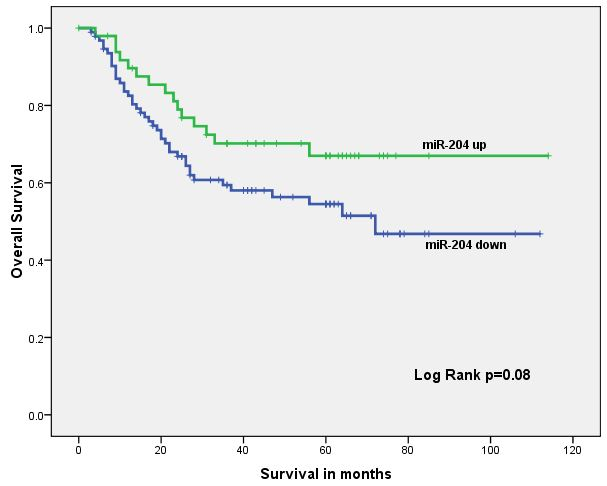 1.0
0.8
0.6
0.4
0.2
0.0
Overall Survival
miR-204 up
miR-204 down
Log Rank p=0.08
0 20 40 60 80 100 120
Survival in months